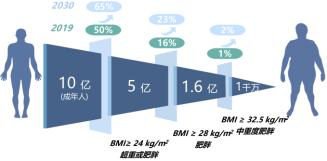 2030 65% 23% 2%
2019 50% 16% 1%
10 亿 5 亿 1.6 亿 1千万
(成年人)
BMI ≥ 24 kg/m²
超重或肥胖
BMI ≥ 28 kg/m²
肥胖
BMI ≥ 32.5 kg/m²
中重度肥胖